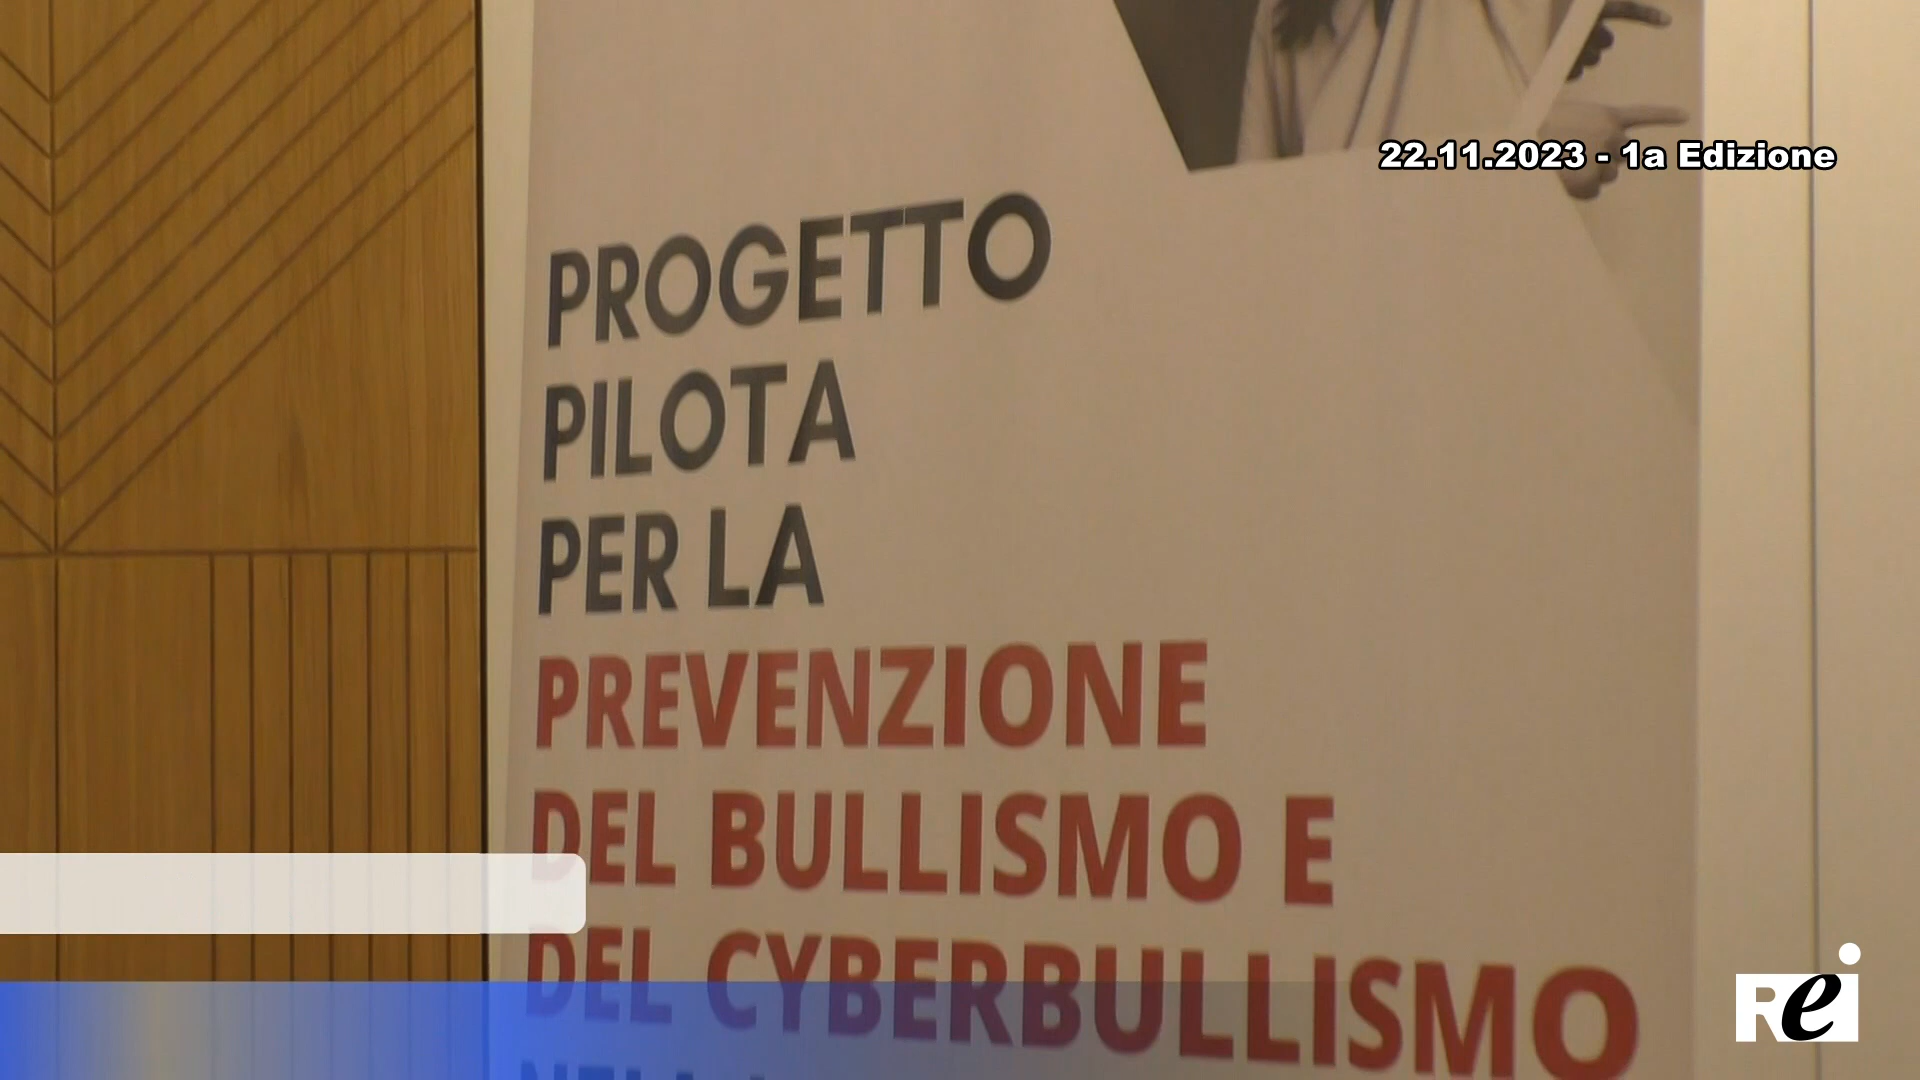 22.11.2023 - 1a Edizione
PROGETTO
PILOTA
PER LA
PREVENZIONE
DEL BULLISMO E
DEL CYBERBULLISMO
Rei